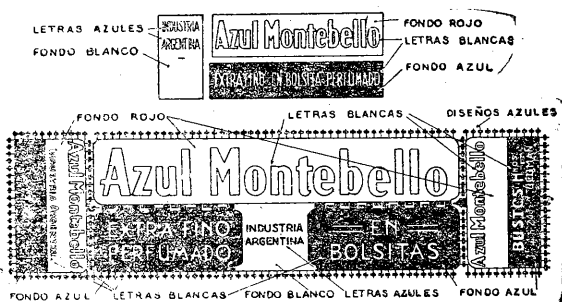 LETRAS AZULES
FONDO BLANCO
INDUSTRIA
ARGENTINA
Azul Montebello
EXTRAFINO EN BOLSITA PERFUMADO
FONDO ROJO
LETRAS BLANCAS
FONDO AZUL
FONDO ROJO
LETRAS BLANCAS
DISEÑOS AZULES
Azul Montebello
Azul Montebello
EXTRA FINO
PERFUMADO
INDUSTRIA
ARGENTINA
EN
BOLSITAS
Azul Montebello
FONDO AZUL
LETRAS BLANCAS
FONDO BLANCO
LETRAS AZULES
FONDO AZUL